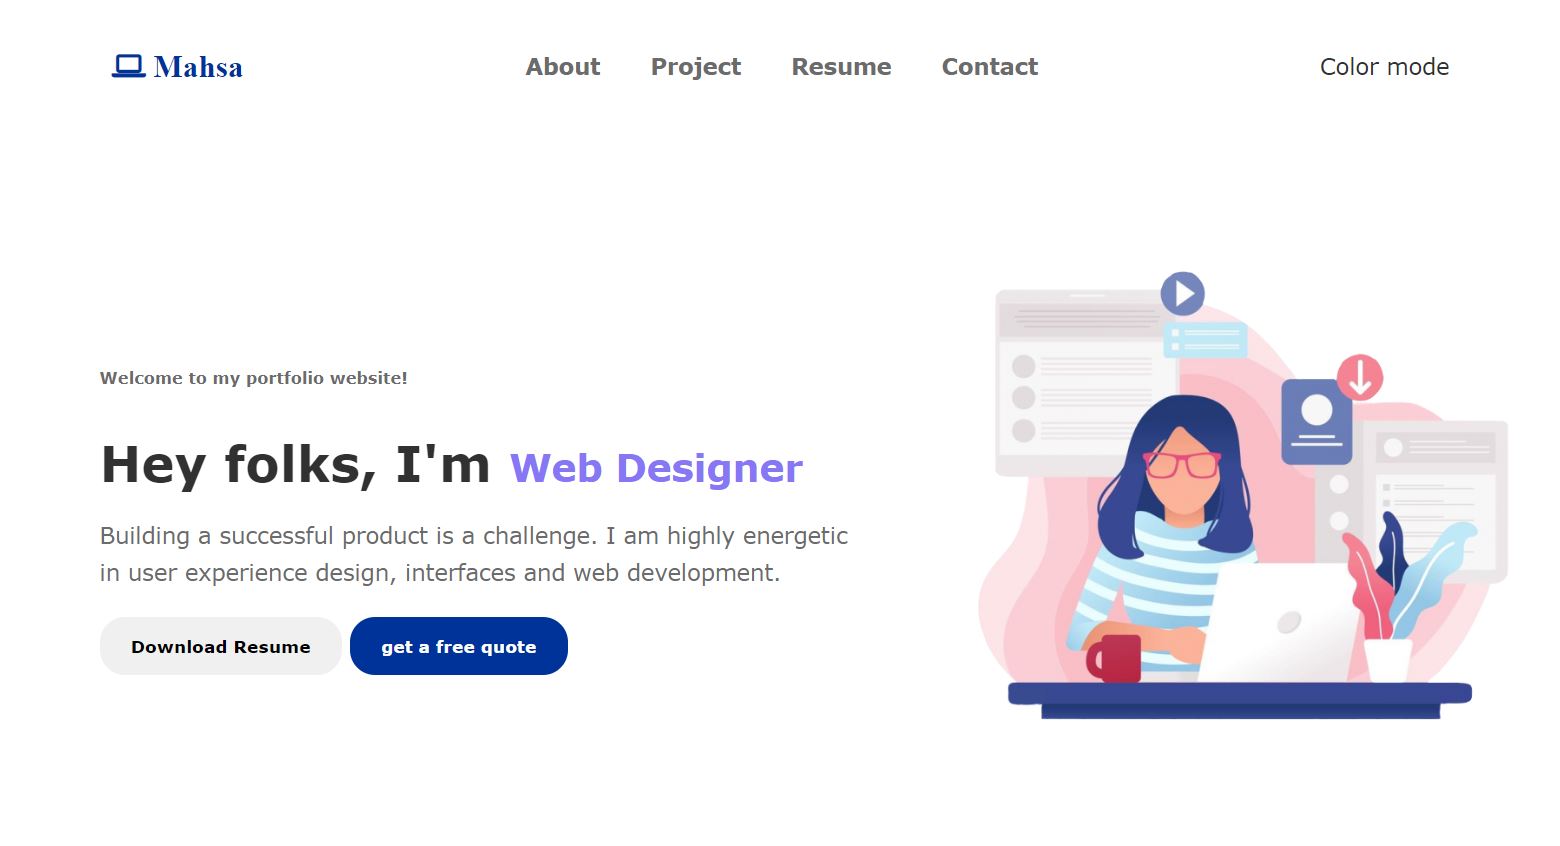 Mahsa
About Project Resume Contact
Color mode
Welcome to my portfolio website!
Hey folks, I'm Web Designer
Building a successful product is a challenge. I am highly energetic
in user experience design, interfaces and web development.
Download Resume
get a free quote